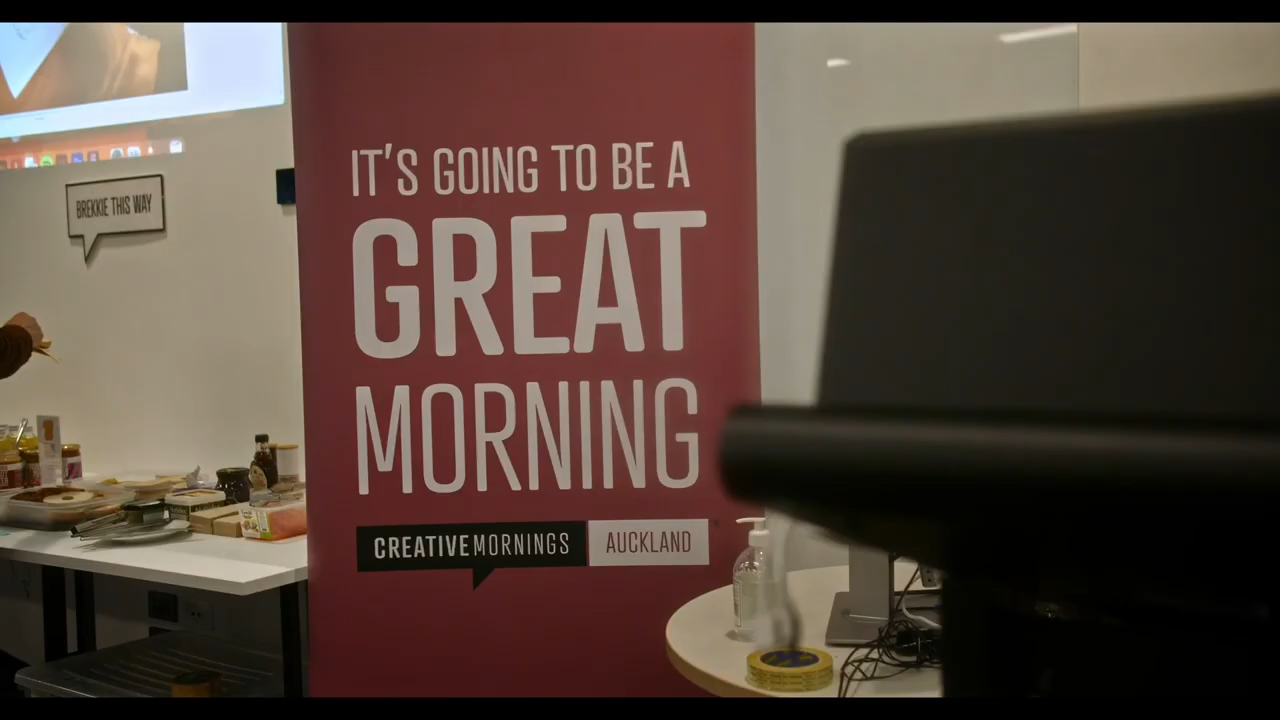 BREKKIE THIS WAY
IT'S GOING TO BE A
GREAT
MORNING
CREATIVEMORNINGS AUCKLAND